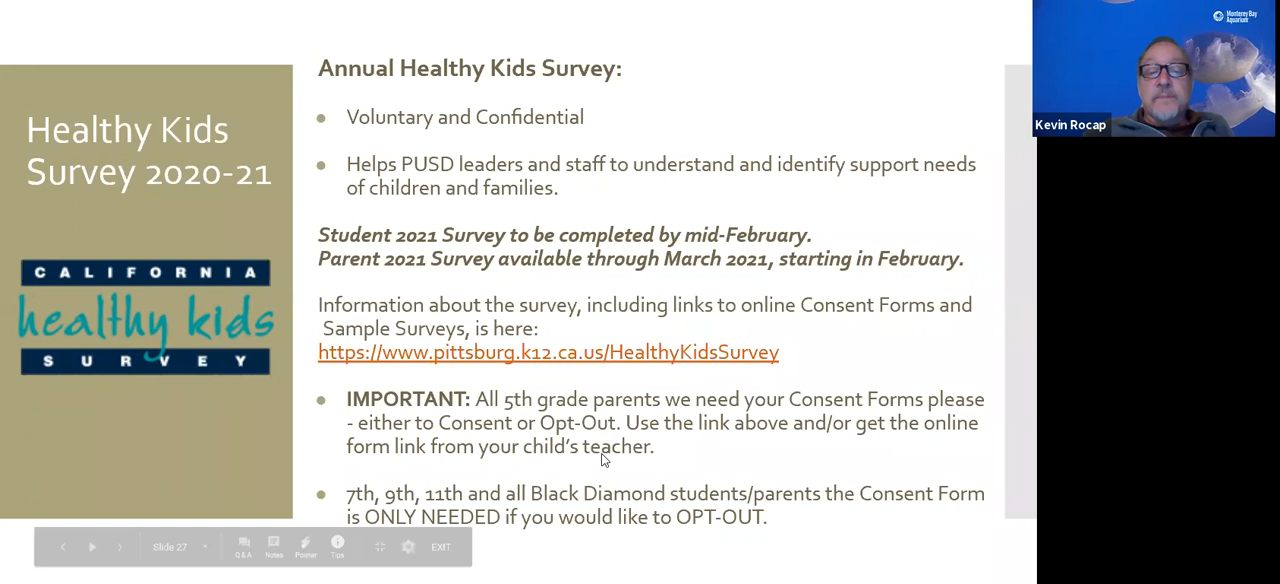 Healthy Kids
Survey 2020-21
CALIFORNIA
healthy kids
SURVEY
Annual Healthy Kids Survey:
Voluntary and Confidential
Helps PUSD leaders and staff to understand and identify support needs
of children and families.
Student 2021 Survey to be completed by mid-February.
Parent 2021 Survey available through March 2021, starting in February.
Information about the survey, including links to online Consent Forms and
Sample Surveys, is here:
https://www.pittsburg.k12.ca.us/HealthyKidsSurvey
IMPORTANT: All 5th grade parents we need your Consent Forms please
- either to Consent or Opt-Out. Use the link above and/or get the online
form link from your child's teacher.
7th, 9th, 11th and all Black Diamond students/parents the Consent Form
is ONLY NEEDED if you would like to OPT-OUT.
Slide 27
Q&A
Notes
Pointer
Tips
EXIT
Monterey Bay
Aquarium
Kevin Rocap